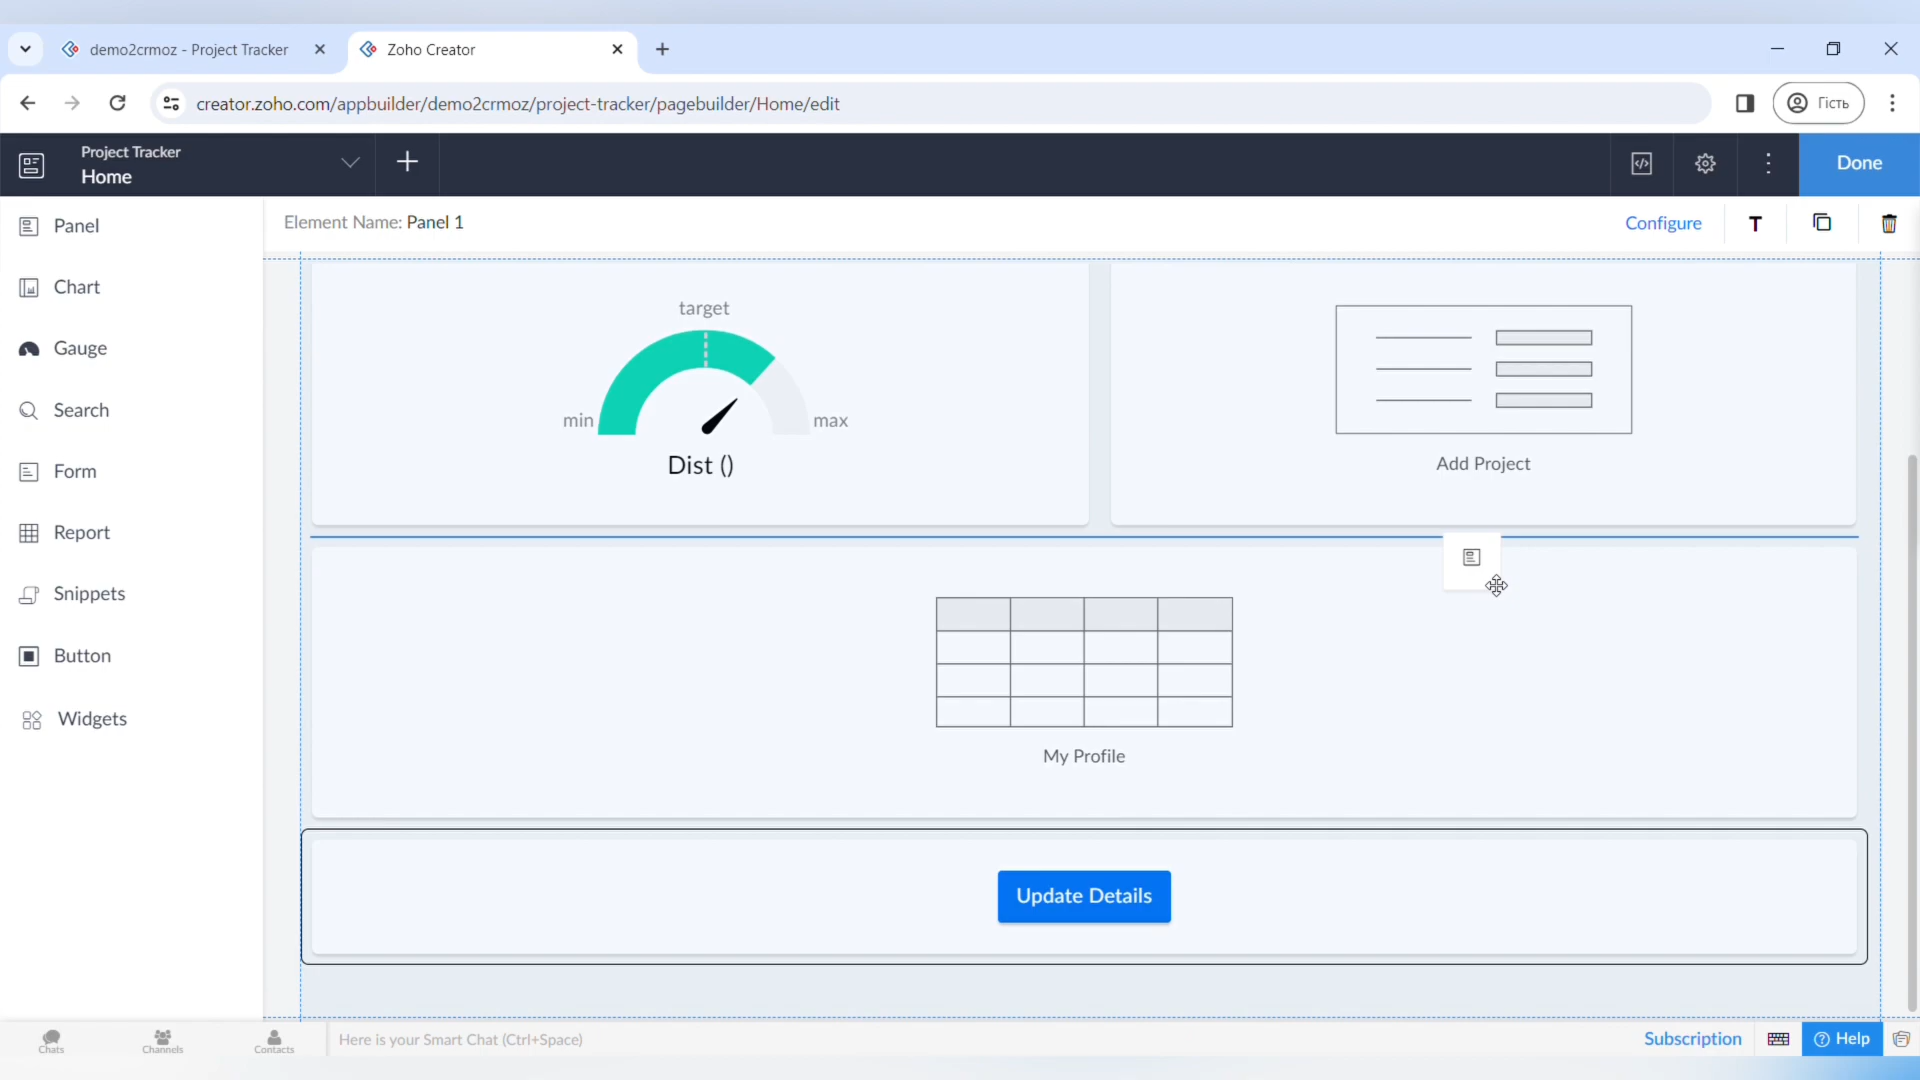 demo2crmoz - Project Tracker
Zoho Creator
creator.zoho.com/appbuilder/demo2crmoz/project-tracker/pagebuilder/Home/edit
Гість
Project Tracker
Home
Done
Panel
Chart
Gauge
Search
Form
Report
Snippets
Button
Widgets
Element Name: Panel 1
Configure
T
target
min
max
Dist ()
Add Project
My Profile
Update Details
Chats
Channels
Contacts
Here is your Smart Chat (Ctrl+Space)
Subscription
Help